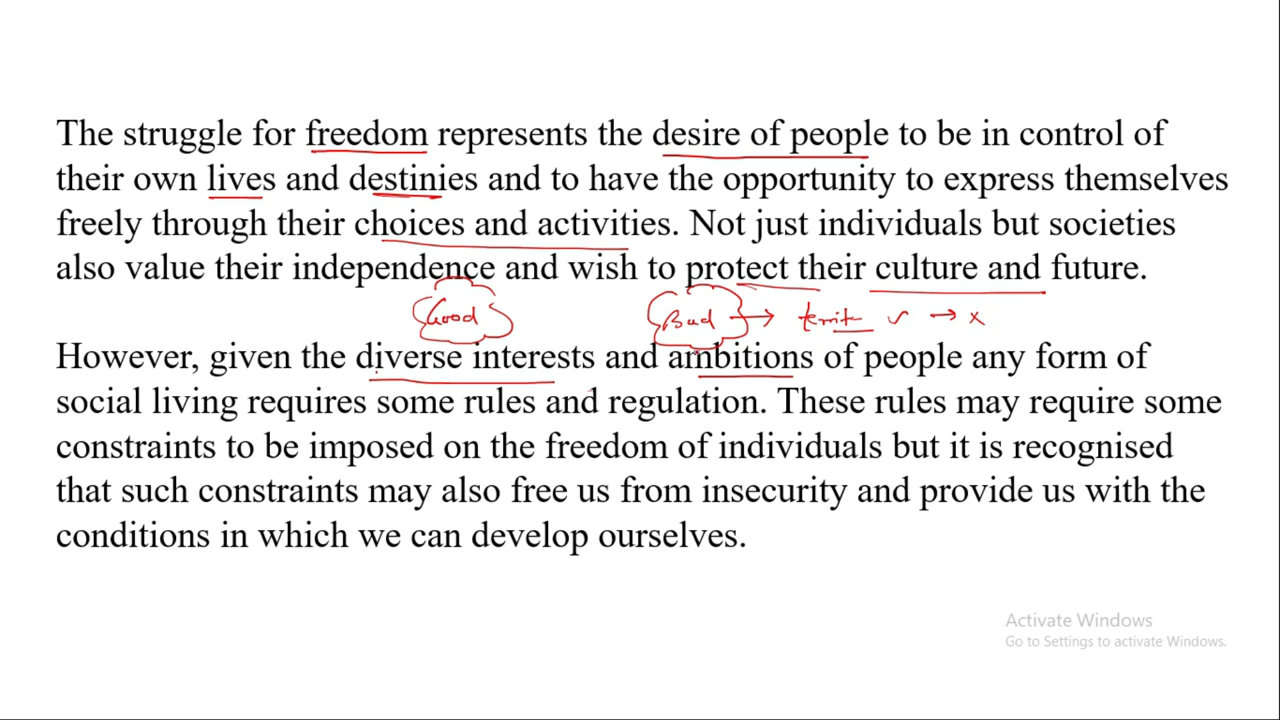 The struggle for freedom represents the desire of people to be in control of
their own lives and destinies and to have the opportunity to express themselves
freely through their choices and activities. Not just individuals but societies
also value their independence and wish to protect their culture and future.
Good Bad → ✓ → x
However, given the diverse interests and ambitions of people any form of
social living requires some rules and regulation. These rules may require some
constraints to be imposed on the freedom of individuals but it is recognised
that such constraints may also free us from insecurity and provide us with the
conditions in which we can develop ourselves.
Activate Windows
Go to Settings to activate Windows.